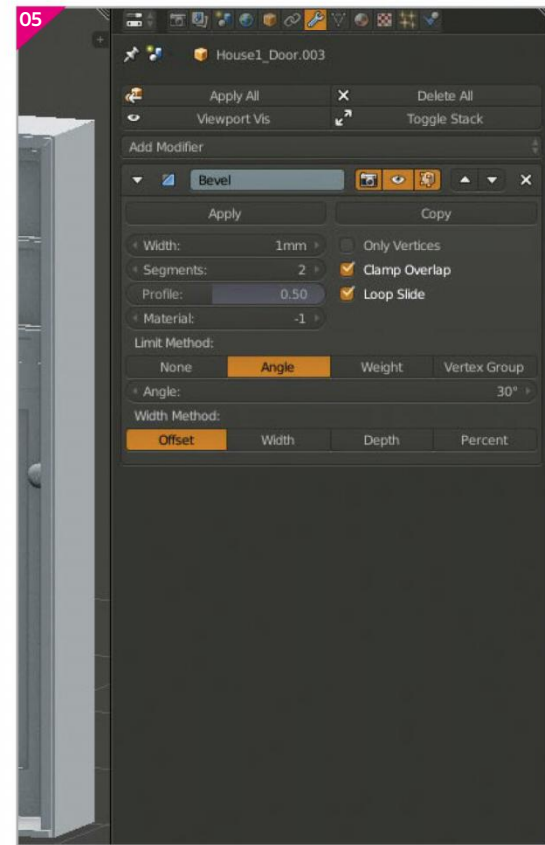 05
House1_Door.003
Apply All Delete All
Viewport Vis Toggle Stack
Add Modifier
Bevel
Apply Copy
Width: 1mm Only Vertices
Segments: 2 Clamp Overlap
Profile: 0.50 Loop Slide
Material: -1
Limit Method:
None Angle Weight Vertex Group
Angle: 30°
Width Method:
Offset Width Depth Percent